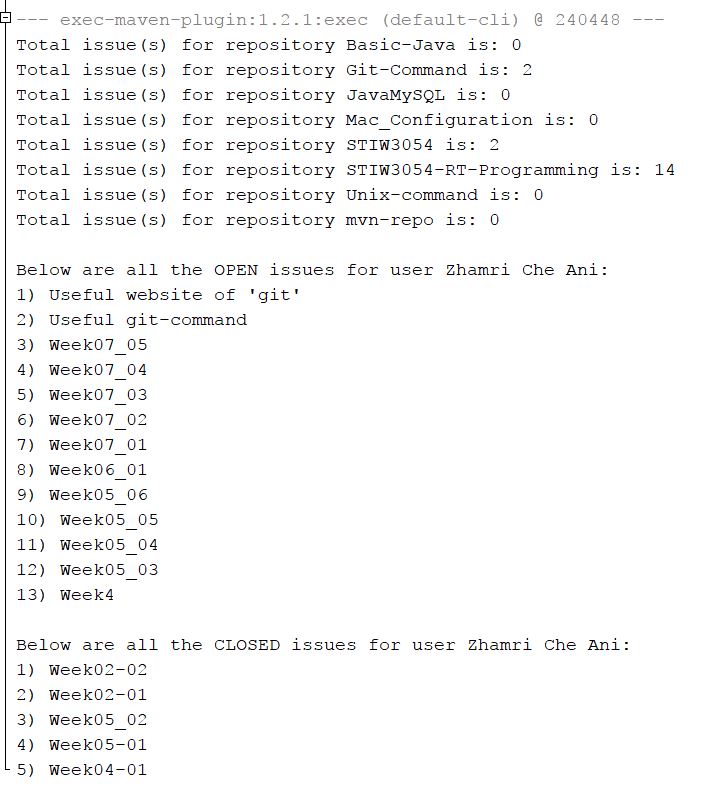 --- exec-maven-plugin:1.2.1:exec (default-cli) @ 240448 ---
Total issue(s) for repository Basic-Java is: 0
Total issue(s) for repository Git-Command is: 2
Total issue(s) for repository JavaMySQL is: 0
Total issue(s) for repository Mac_Configuration is: 0
Total issue(s) for repository STIW3054 is: 2
Total issue(s) for repository STIW3054-RT-Programming is: 14
Total issue(s) for repository Unix-command is: 0
Total issue(s) for repository mvn-repo is: 0

Below are all the OPEN issues for user Zhamri Che Ani:
1) Useful website of 'git'
2) Useful git-command
3) Week07_05
4) Week07_04
5) Week07_03
6) Week07_02
7) Week07_01
8) Week06_01
9) Week05_06
10) Week05_05
11) Week05_04
12) Week05_03
13) Week4

Below are all the CLOSED issues for user Zhamri Che Ani:
1) Week02-02
2) Week02-01
3) Week05_02
4) Week05-01
5) Week04-01